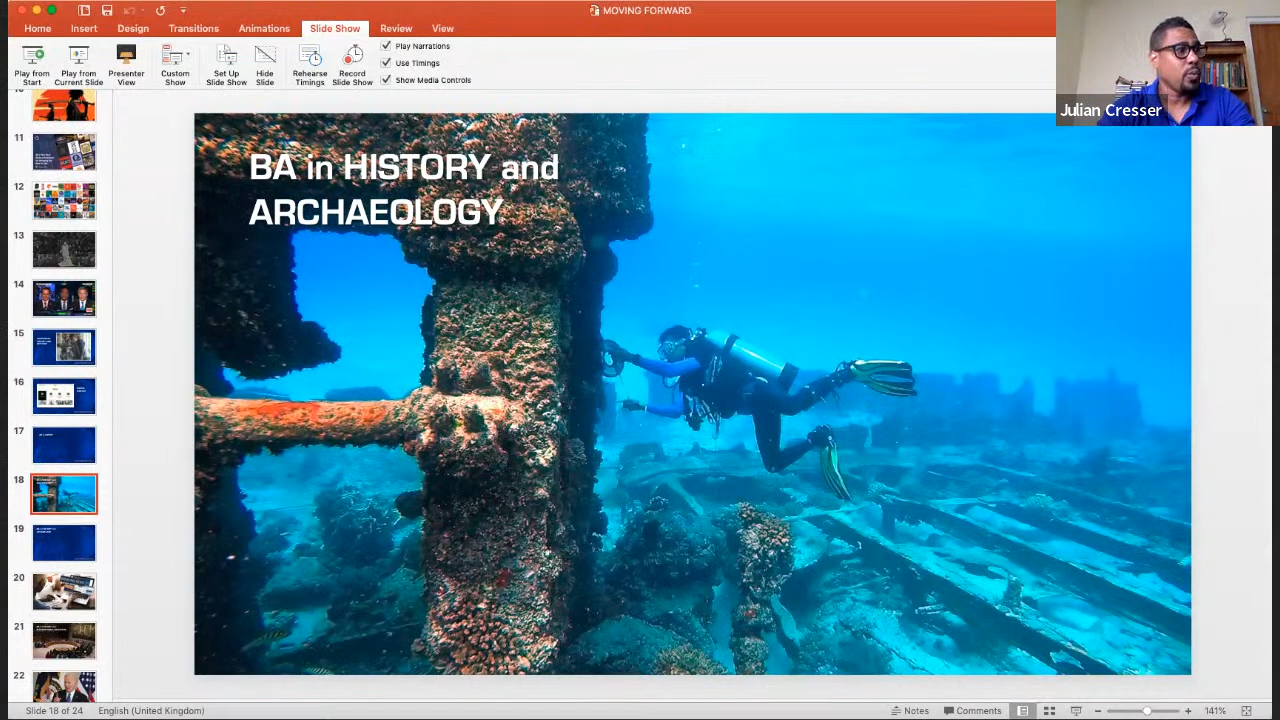 MOVING FORWARD
Home Insert Design Transitions Animations Slide Show Review View
Play from Start
Play from Current Slide
Presenter View
Custom Show
Set Up Slide Show
Hide Slide
Rehearse Timings
Record Slide Show
Play Narrations
Use Timings
Show Media Controls
Julian Cresser
11
12
13
14
15
16
17
18
19
20
21
22
BA in HISTORY and
ARCHAEOLOGY
Slide 18 of 24 English (United Kingdom) Notes Comments 141%